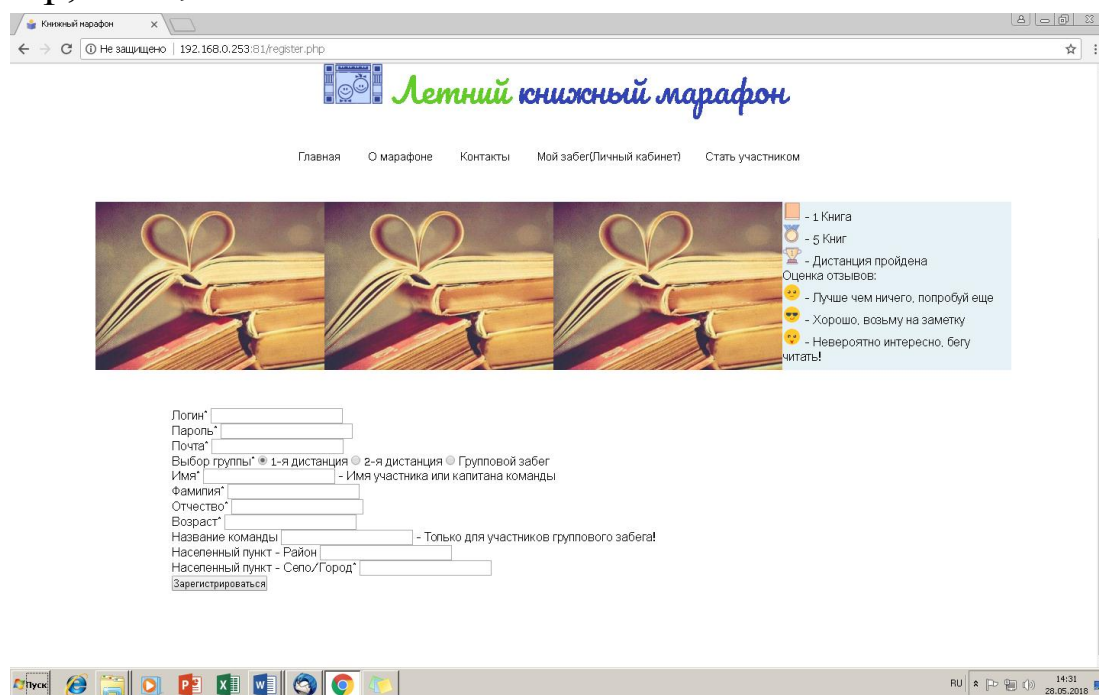 Книжный марафон
Не защищено | 192.168.0.253:81/register.php
Летний книжный марафон
Главная О марафоне Контакты Мой забег(Личный кабинет) Стать участником
- 1 Книга
- 5 Книг
- Дистанция пройдена
Оценка отзывов:
- Лучше чем ничего, попробуй еще
- Хорошо, возьму на заметку
- Невероятно интересно, бегу
читать!
Логин*
Пароль*
Почта*
Выбор группы* 1-я дистанция 2-я дистанция Групповой забег
Имя* - Имя участника или капитана команды
Фамилия*
Отчество*
Возраст*
Название команды - Только для участников группового забега!
Населенный пункт - Район
Населенный пункт - Село/Город*
Зарегистрироваться
Пуск RU 14:31
28.05.2018